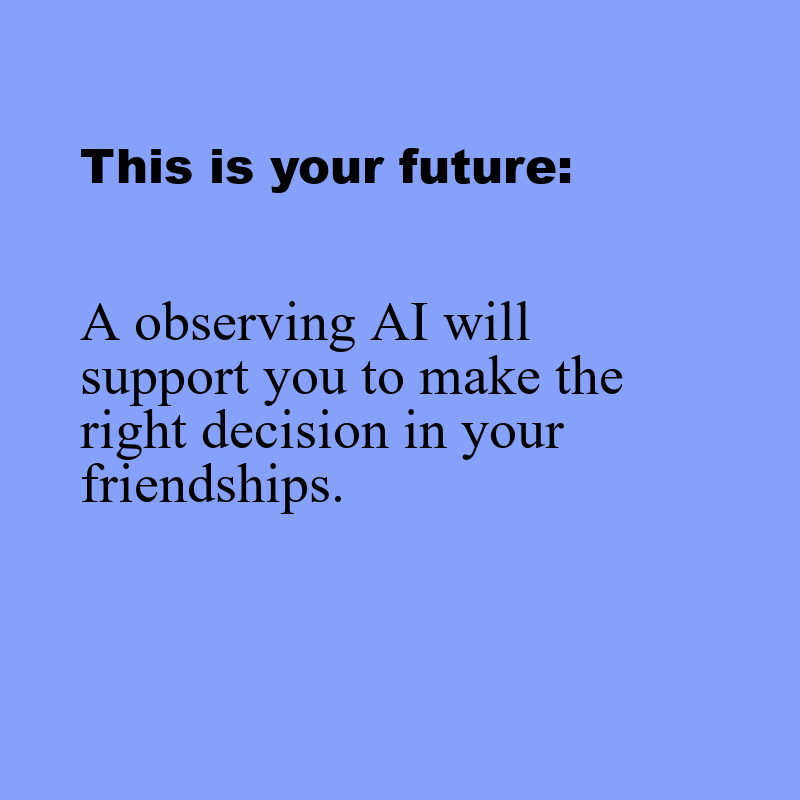 This is your future:
A observing AI will
support you to make the
right decision in your
friendships.